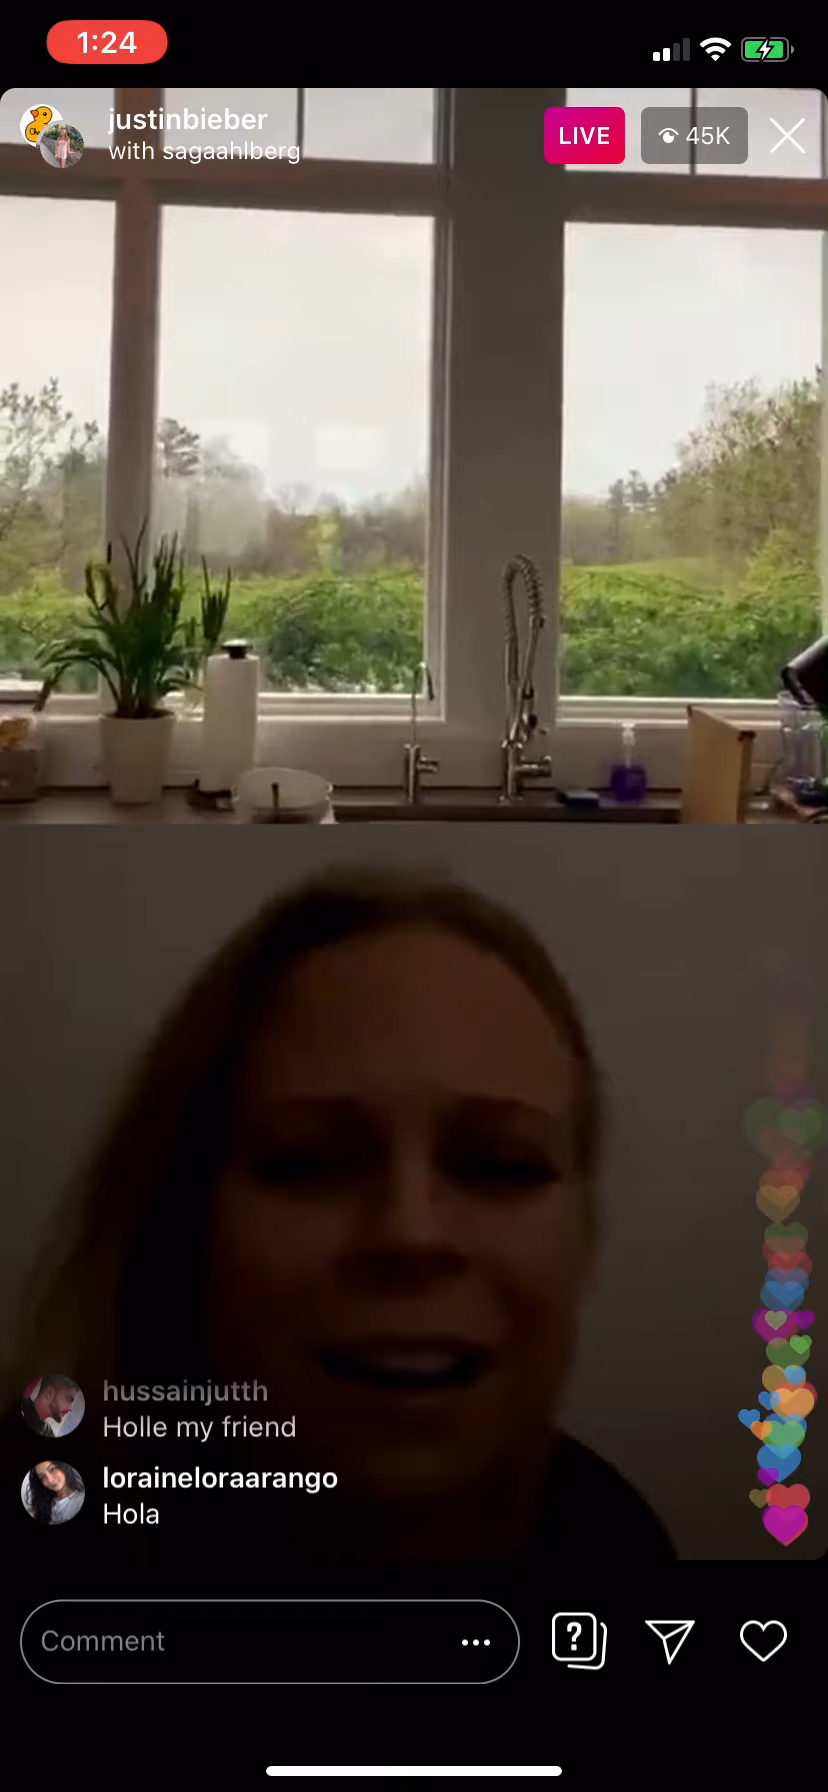 1:24
justinbieber
with sagaahlberg
LIVE
45K
hussainjutth
Holle my friend
loraineloraarango
Hola
Comment